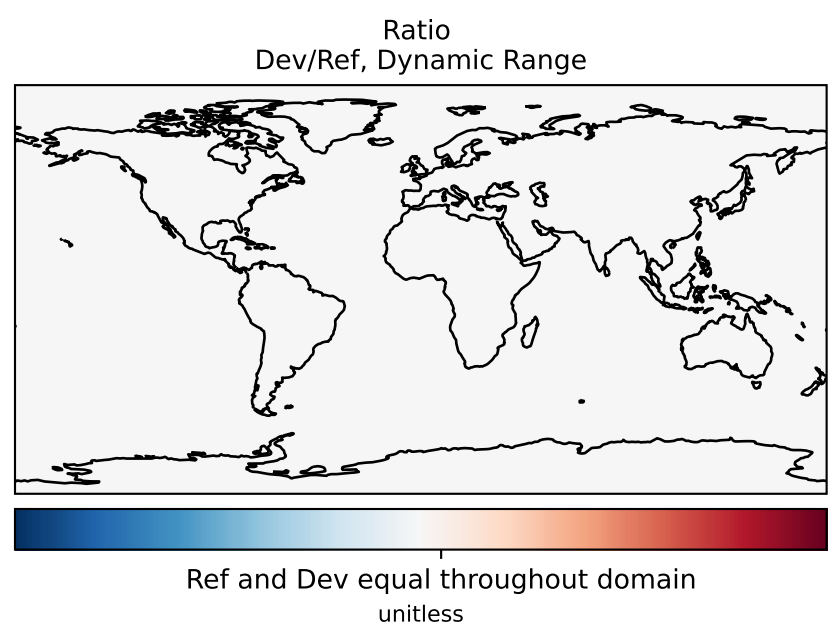 Ratio
Dev/Ref, Dynamic Range
Ref and Dev equal throughout domain
unitless